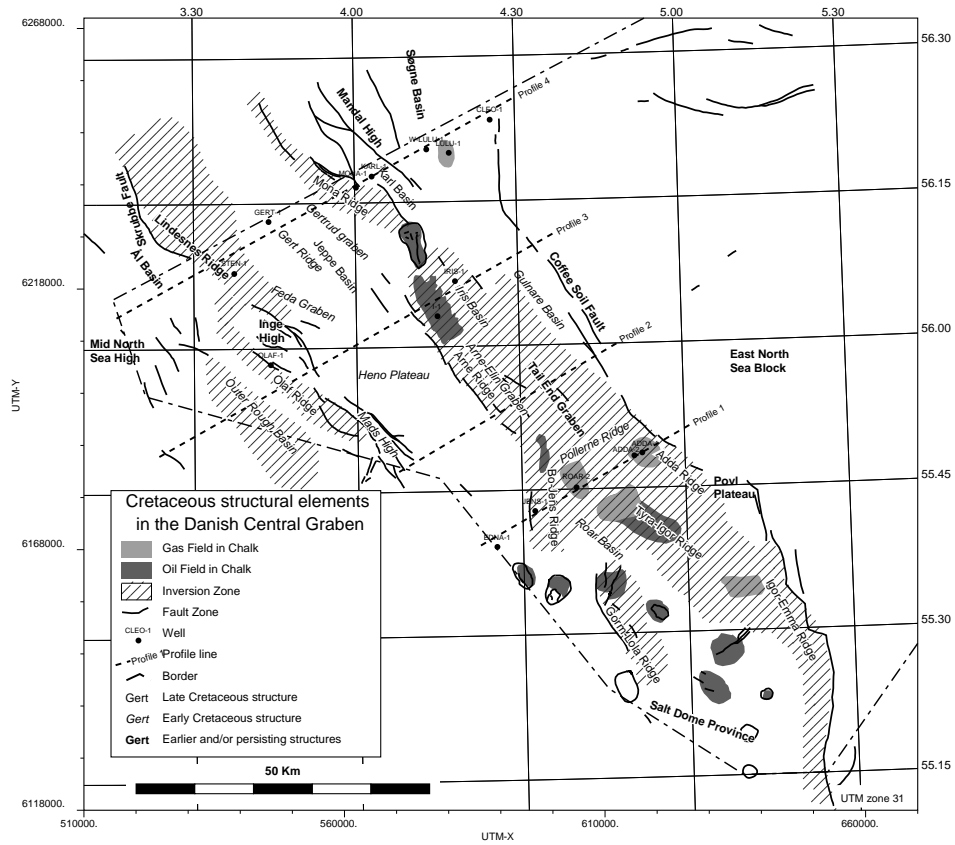 3.30 4.00 4.30 5.00 5.30
6268000.
56.30
Søgne Basin
Mandal High
Profile 4
CLEO-1
W-LULU-1
LULU-1
KARL-1
MONA-1
Karl Basin
Mona Ridge
56.15
Skrubbe Fault
Ål Basin
Lindesnes Ridge
GERT-1
Gertrud graben
Gert Ridge
Jeppe Basin
STEN-1
Profile 3
Coffee Soil Fault
Gulnare Basin
IRIS-1
Iris Basin
I-1
6218000.
Feda Graben
Inge
High
Mid North
Sea High
OLAF-1
Olaf Ridge
Outer Rough Basin
Heno Plateau
Arne-Elin Graben
Arne Ridge
Tail End Graben
Profile 2
56.00
East North
Sea Block
UTM-Y
Mads High
Profile 1
Pollerne Ridge
ADDA-2
ADDA-
Adda Ridge
55.45
Povl
Plateau
ROAR-2
Bo-Jens Ridge
JENS-1
Tyra-Igor Ridge
Roar Basin
EDNA-1
6168000.
Cretaceous structural elements
in the Danish Central Graben
Gas Field in Chalk
Oil Field in Chalk
Inversion Zone
Fault Zone
CLEO-1 Well
Profile 1 Profile line
Border
Gert Late Cretaceous structure
Gert Early Cretaceous structure
Gert Earlier and/or persisting structures
Igor-Emma Ridge
55.30
Gorm-Lola Ridge
Salt Dome Province
50 Km
55.15
UTM zone 31
6118000.
510000. 560000. 610000. 660000.
UTM-X